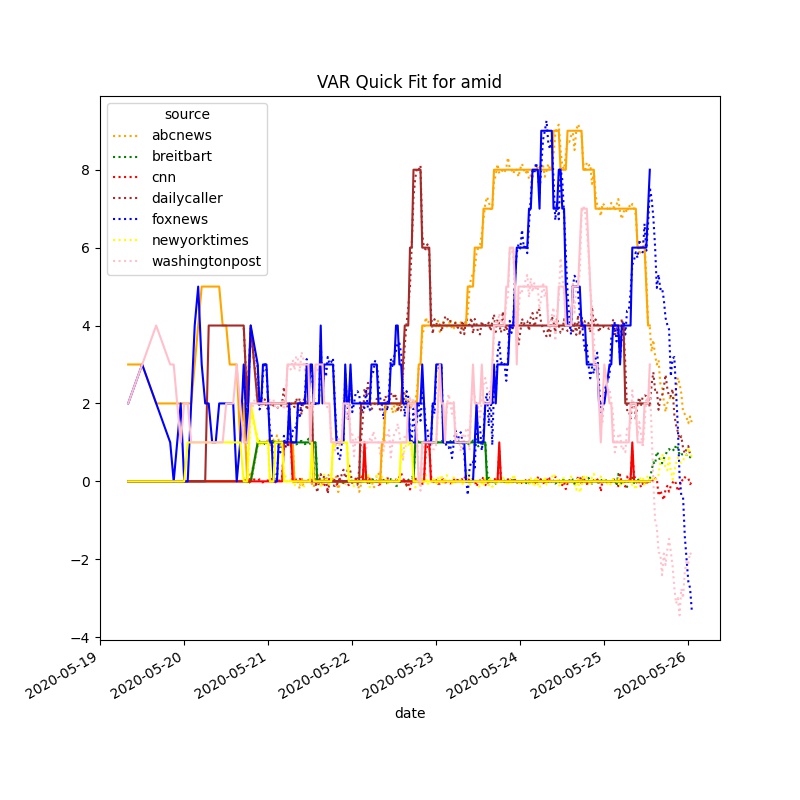 VAR Quick Fit for amid
source
abcnews
breitbart
cnn
dailycaller
foxnews
newyorktimes
washingtonpost
8
6
4
2
0
−2
−4
2020-05-19
2020-05-20
2020-05-21
2020-05-22
2020-05-23
2020-05-24
2020-05-25
2020-05-26
date